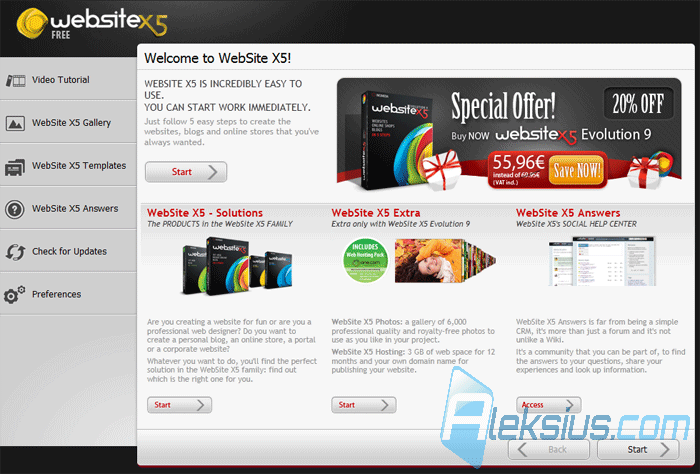 websitex5
FREE
Video Tutorial
WebSite X5 Gallery
WebSite X5 Templates
WebSite X5 Answers
Check for Updates
Preferences
Welcome to WebSite X5!
WEBSITE X5 IS INCREDIBLY EASY TO
USE.
YOU CAN START WORK IMMEDIATELY.
Just follow 5 easy steps to create the
websites, blogs and online stores that you've
always wanted.
Start
websitex5
Special Offer!
20% OFF
Buy NOW websitex5 Evolution 9
55,96€
instead of 69,95€
(VAT incl.)
Save NOW!
WebSite X5 - Solutions
The PRODUCTS in the WebSite X5 FAMILY
Are you creating a website for fun or are you a
professional web designer? Do you want to
create a personal blog, an online store, a portal
or a corporate website?
Whatever you want to do, you'll find the perfect
solution in the WebSite X5 family: find out
which is the right one for you.
Start
WebSite X5 Extra
Extra only with WebSite X5 Evolution 9
INCLUDES
Web Hosting Pack
WebSite X5 Photos: a gallery of 6,000
professional quality and royalty-free photos to
use as you like in your project.
WebSite X5 Hosting: 3 GB of web space for 12
months and your own domain name for
publishing your website.
Start
WebSite X5 Answers
WebSite X5's SOCIAL HELP CENTER
WebSite X5 Answers is far from being a simple
CRM, it's more than just a forum and it's not
unlike a Wiki.
It's a community that you can be part of, to find
the answers to your questions, share your
experiences and look up information.
Access
Aleksius.com
Back
Start